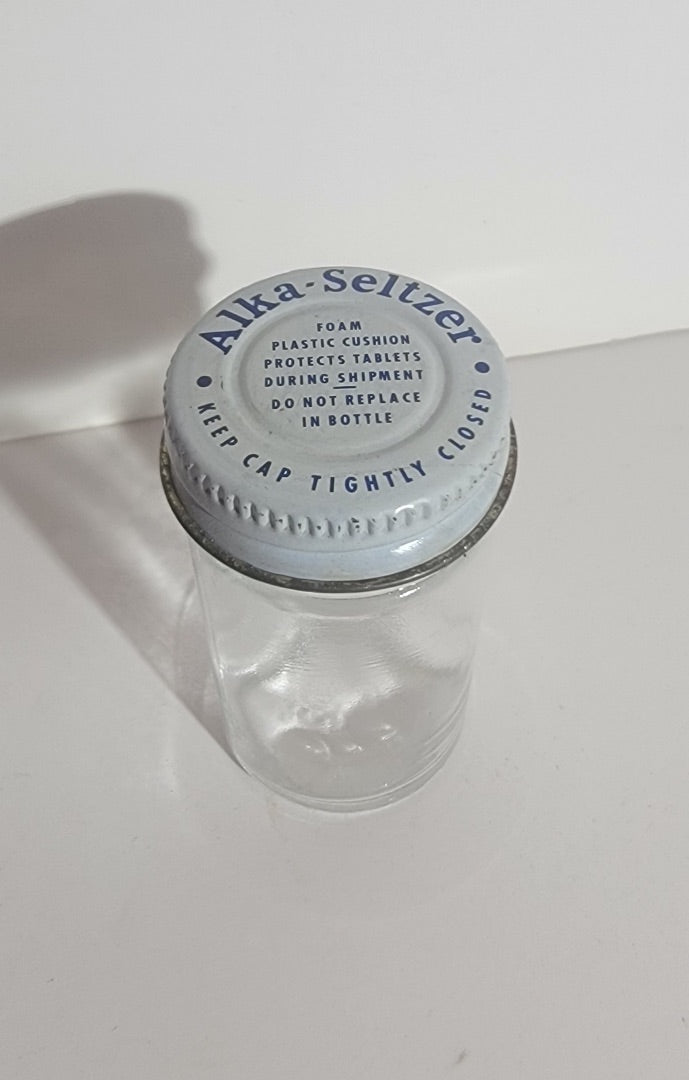 Alka-Seltzer
FOAM
PLASTIC CUSHION
PROTECTS TABLETS
DURING SHIPMENT
DO NOT REPLACE
IN BOTTLE
• KEEP CAP TIGHTLY CLOSED •